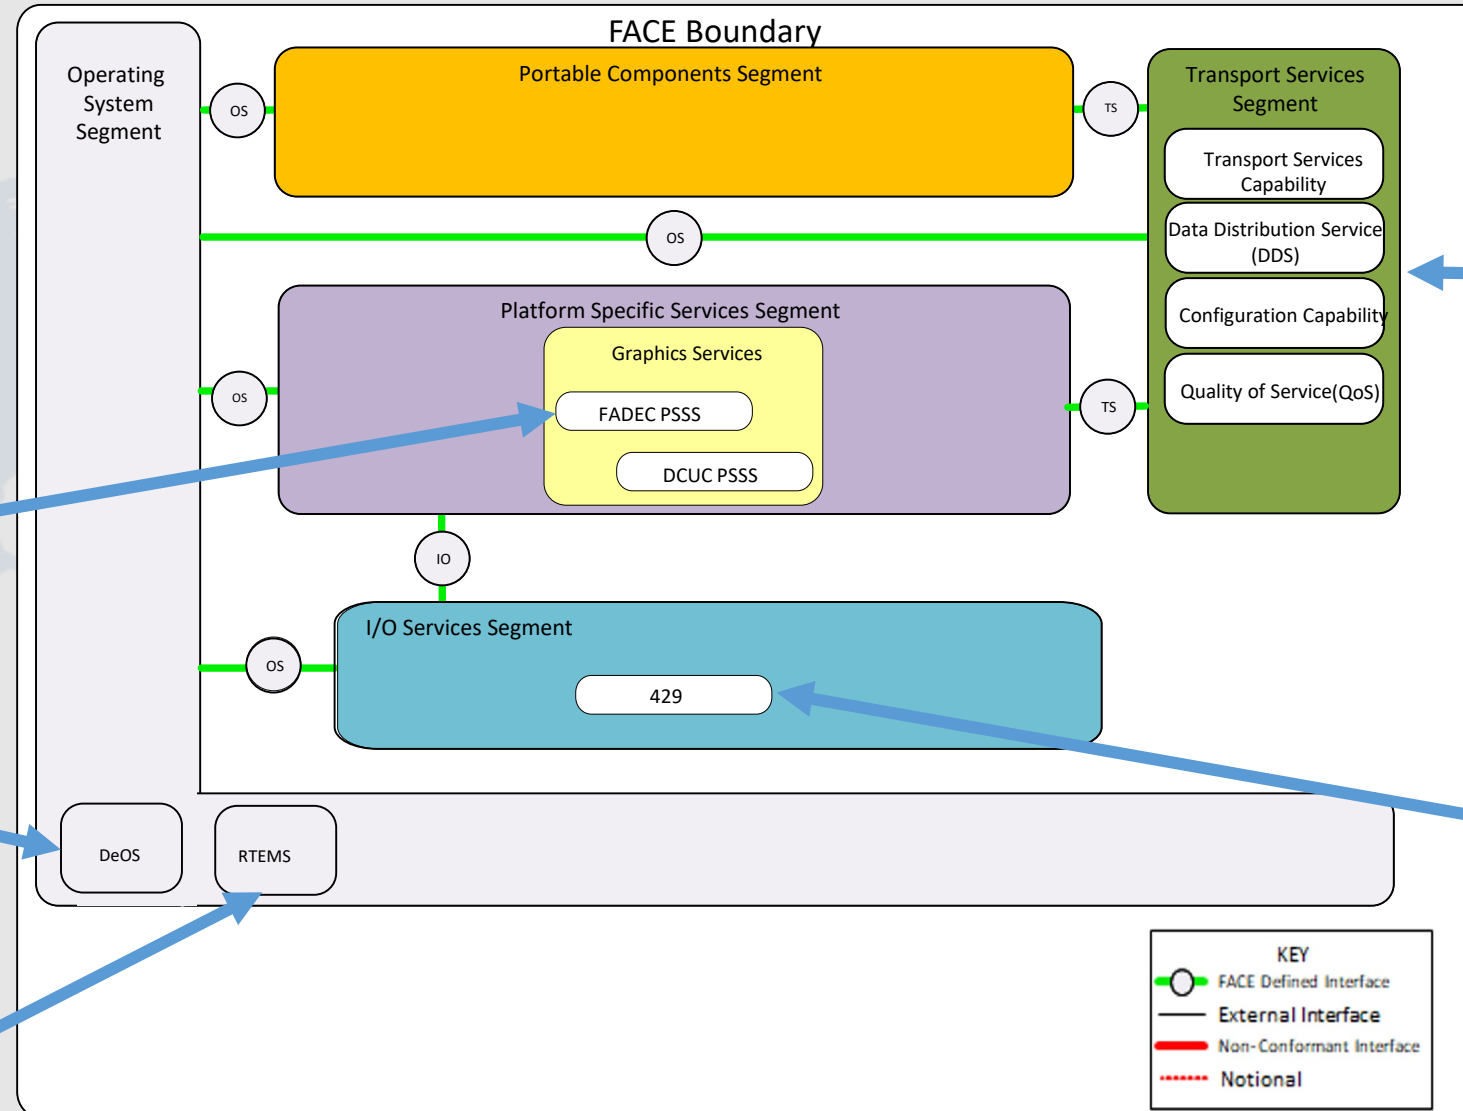 FACE Boundary
Operating
System
Segment
OS
Portable Components Segment
TS
Transport Services
Segment
Transport Services
Capability
Data Distribution Service
(DDS)
Configuration Capability
Quality of Service(QoS)
OS
Platform Specific Services Segment
Graphics Services
FADEC PSSS
DCUC PSSS
OS
TS
IO
I/O Services Segment
429
OS
DeOS
RTEMS
KEY
FACE Defined Interface
External Interface
Non-Conformant Interface
Notional